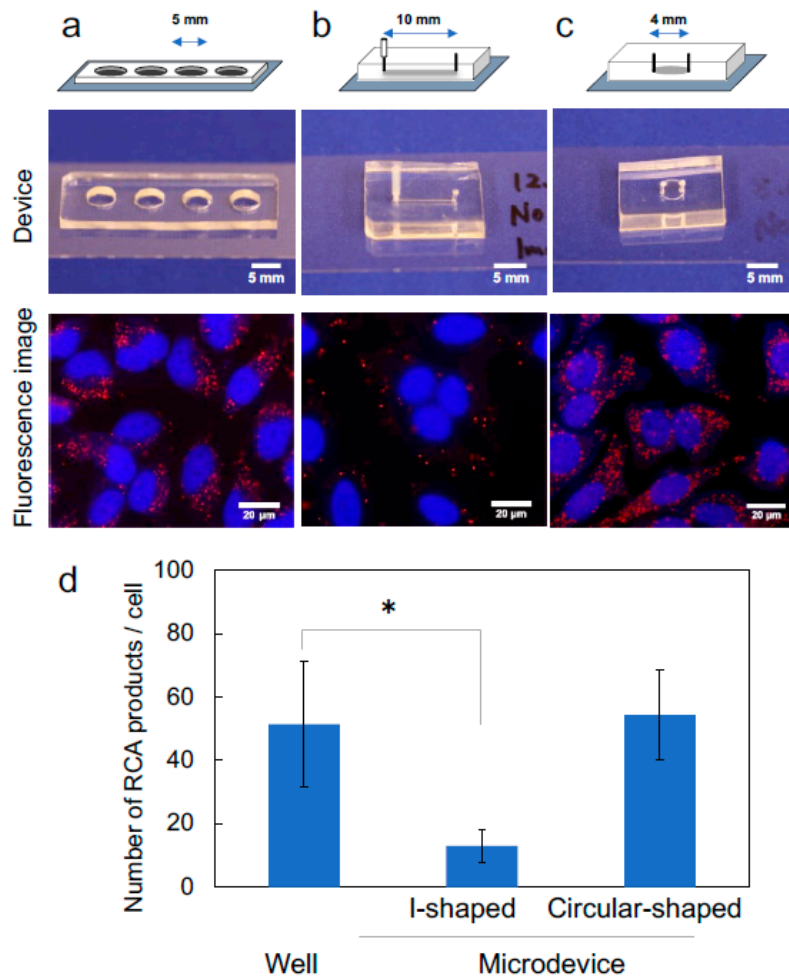 a
5 mm
b
10 mm
c
4 mm
Device
5 mm
12.
No
5 mm
No
5 mm
Fluorescence image
20 µm
20 µm
20 µm
d
Number of RCA products / cell
100
80
60
40
20
0
*
I-shaped
Circular-shaped
Well
Microdevice